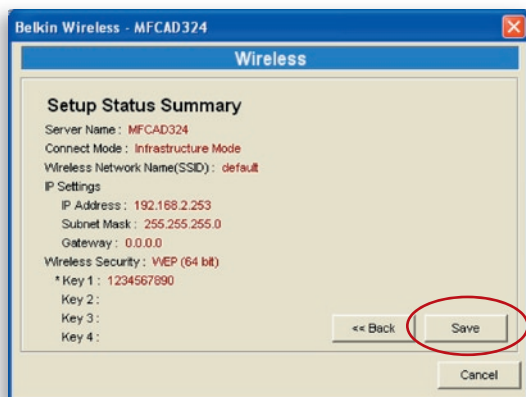 Belkin Wireless - MFCAD324
Wireless
Setup Status Summary
Server Name : MFCAD324
Connect Mode : Infrastructure Mode
Wireless Network Name(SSID) : default
IP Settings
IP Address : 192.168.2.253
Subnet Mask : 255.255.255.0
Gateway : 0.0.0.0
Wireless Security : WEP (64 bit)
* Key 1 : 1234567890
Key 2 :
Key 3 :
Key 4 :
<< Back
Save
Cancel